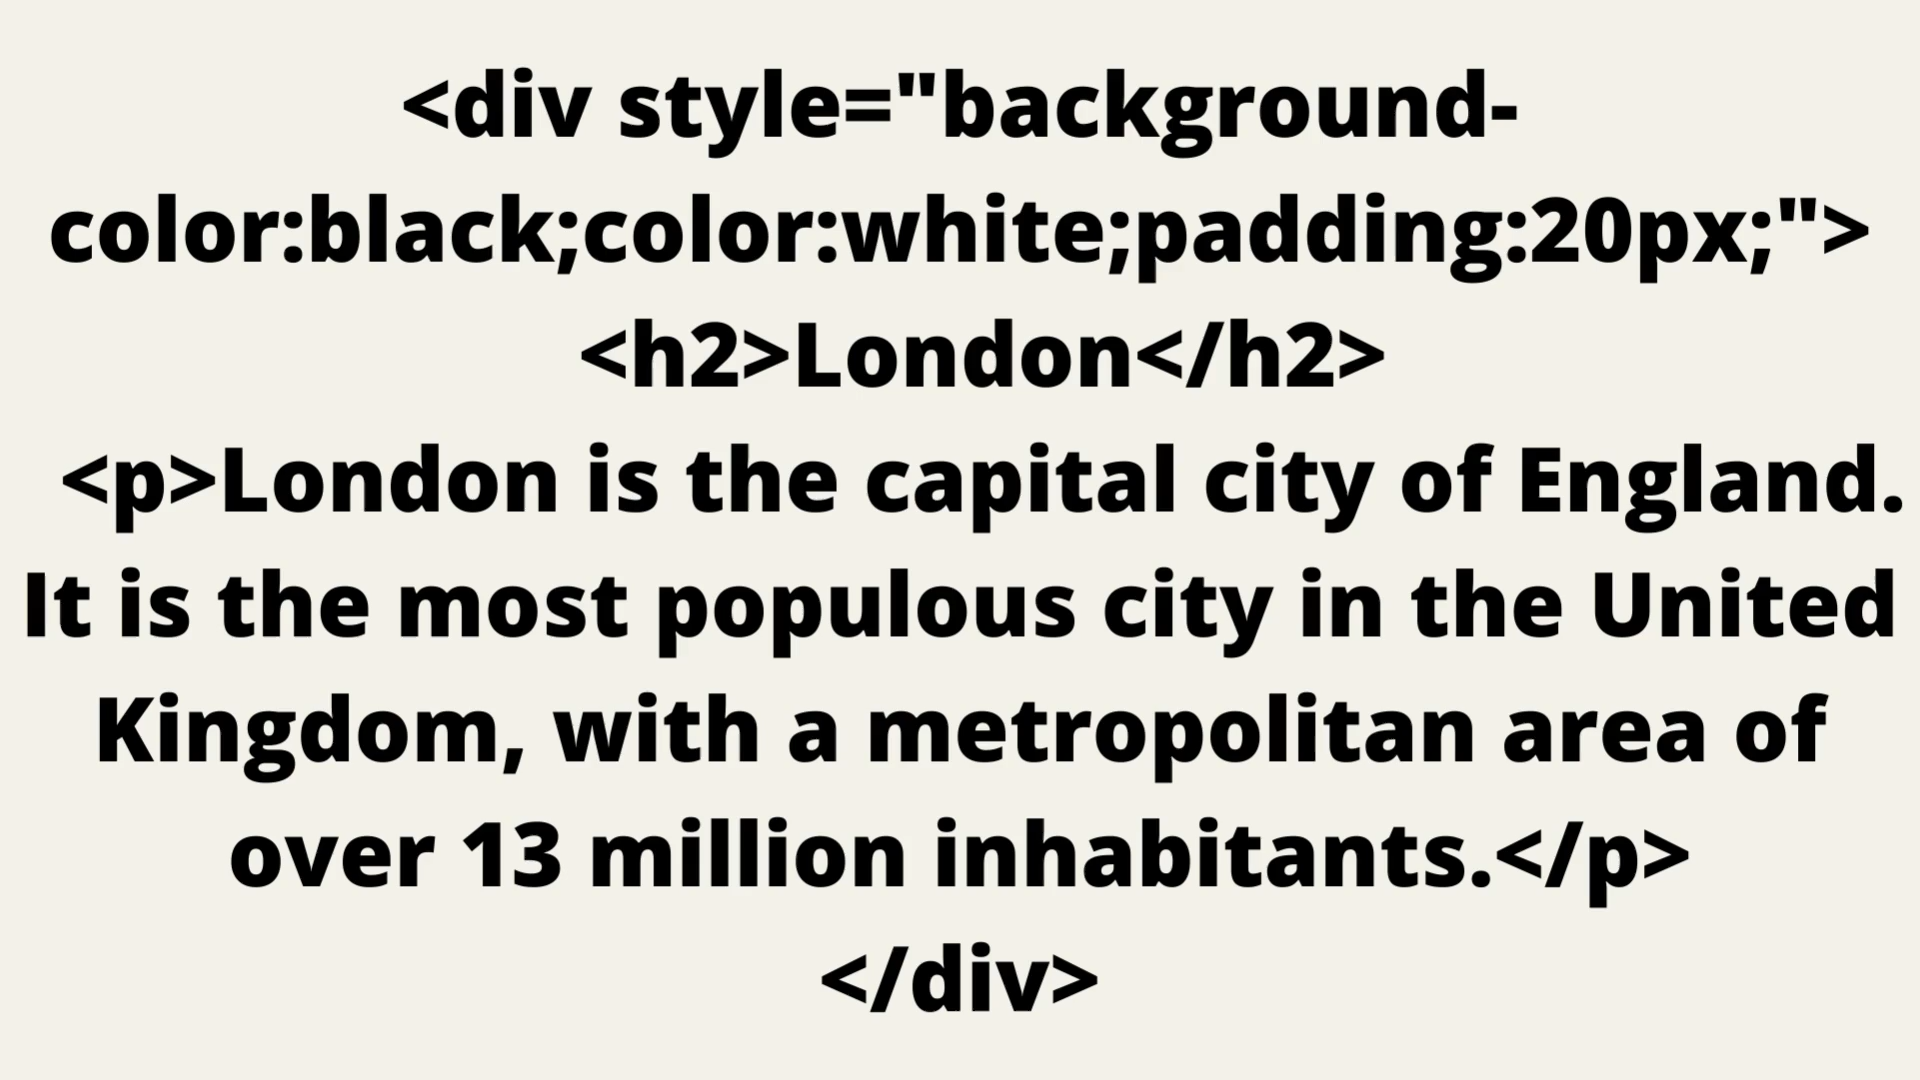 <div style="background-
color:black;color:white;padding:20px;">
<h2>London</h2>
<p>London is the capital city of England.
It is the most populous city in the United
Kingdom, with a metropolitan area of
over 13 million inhabitants.</p>
</div>